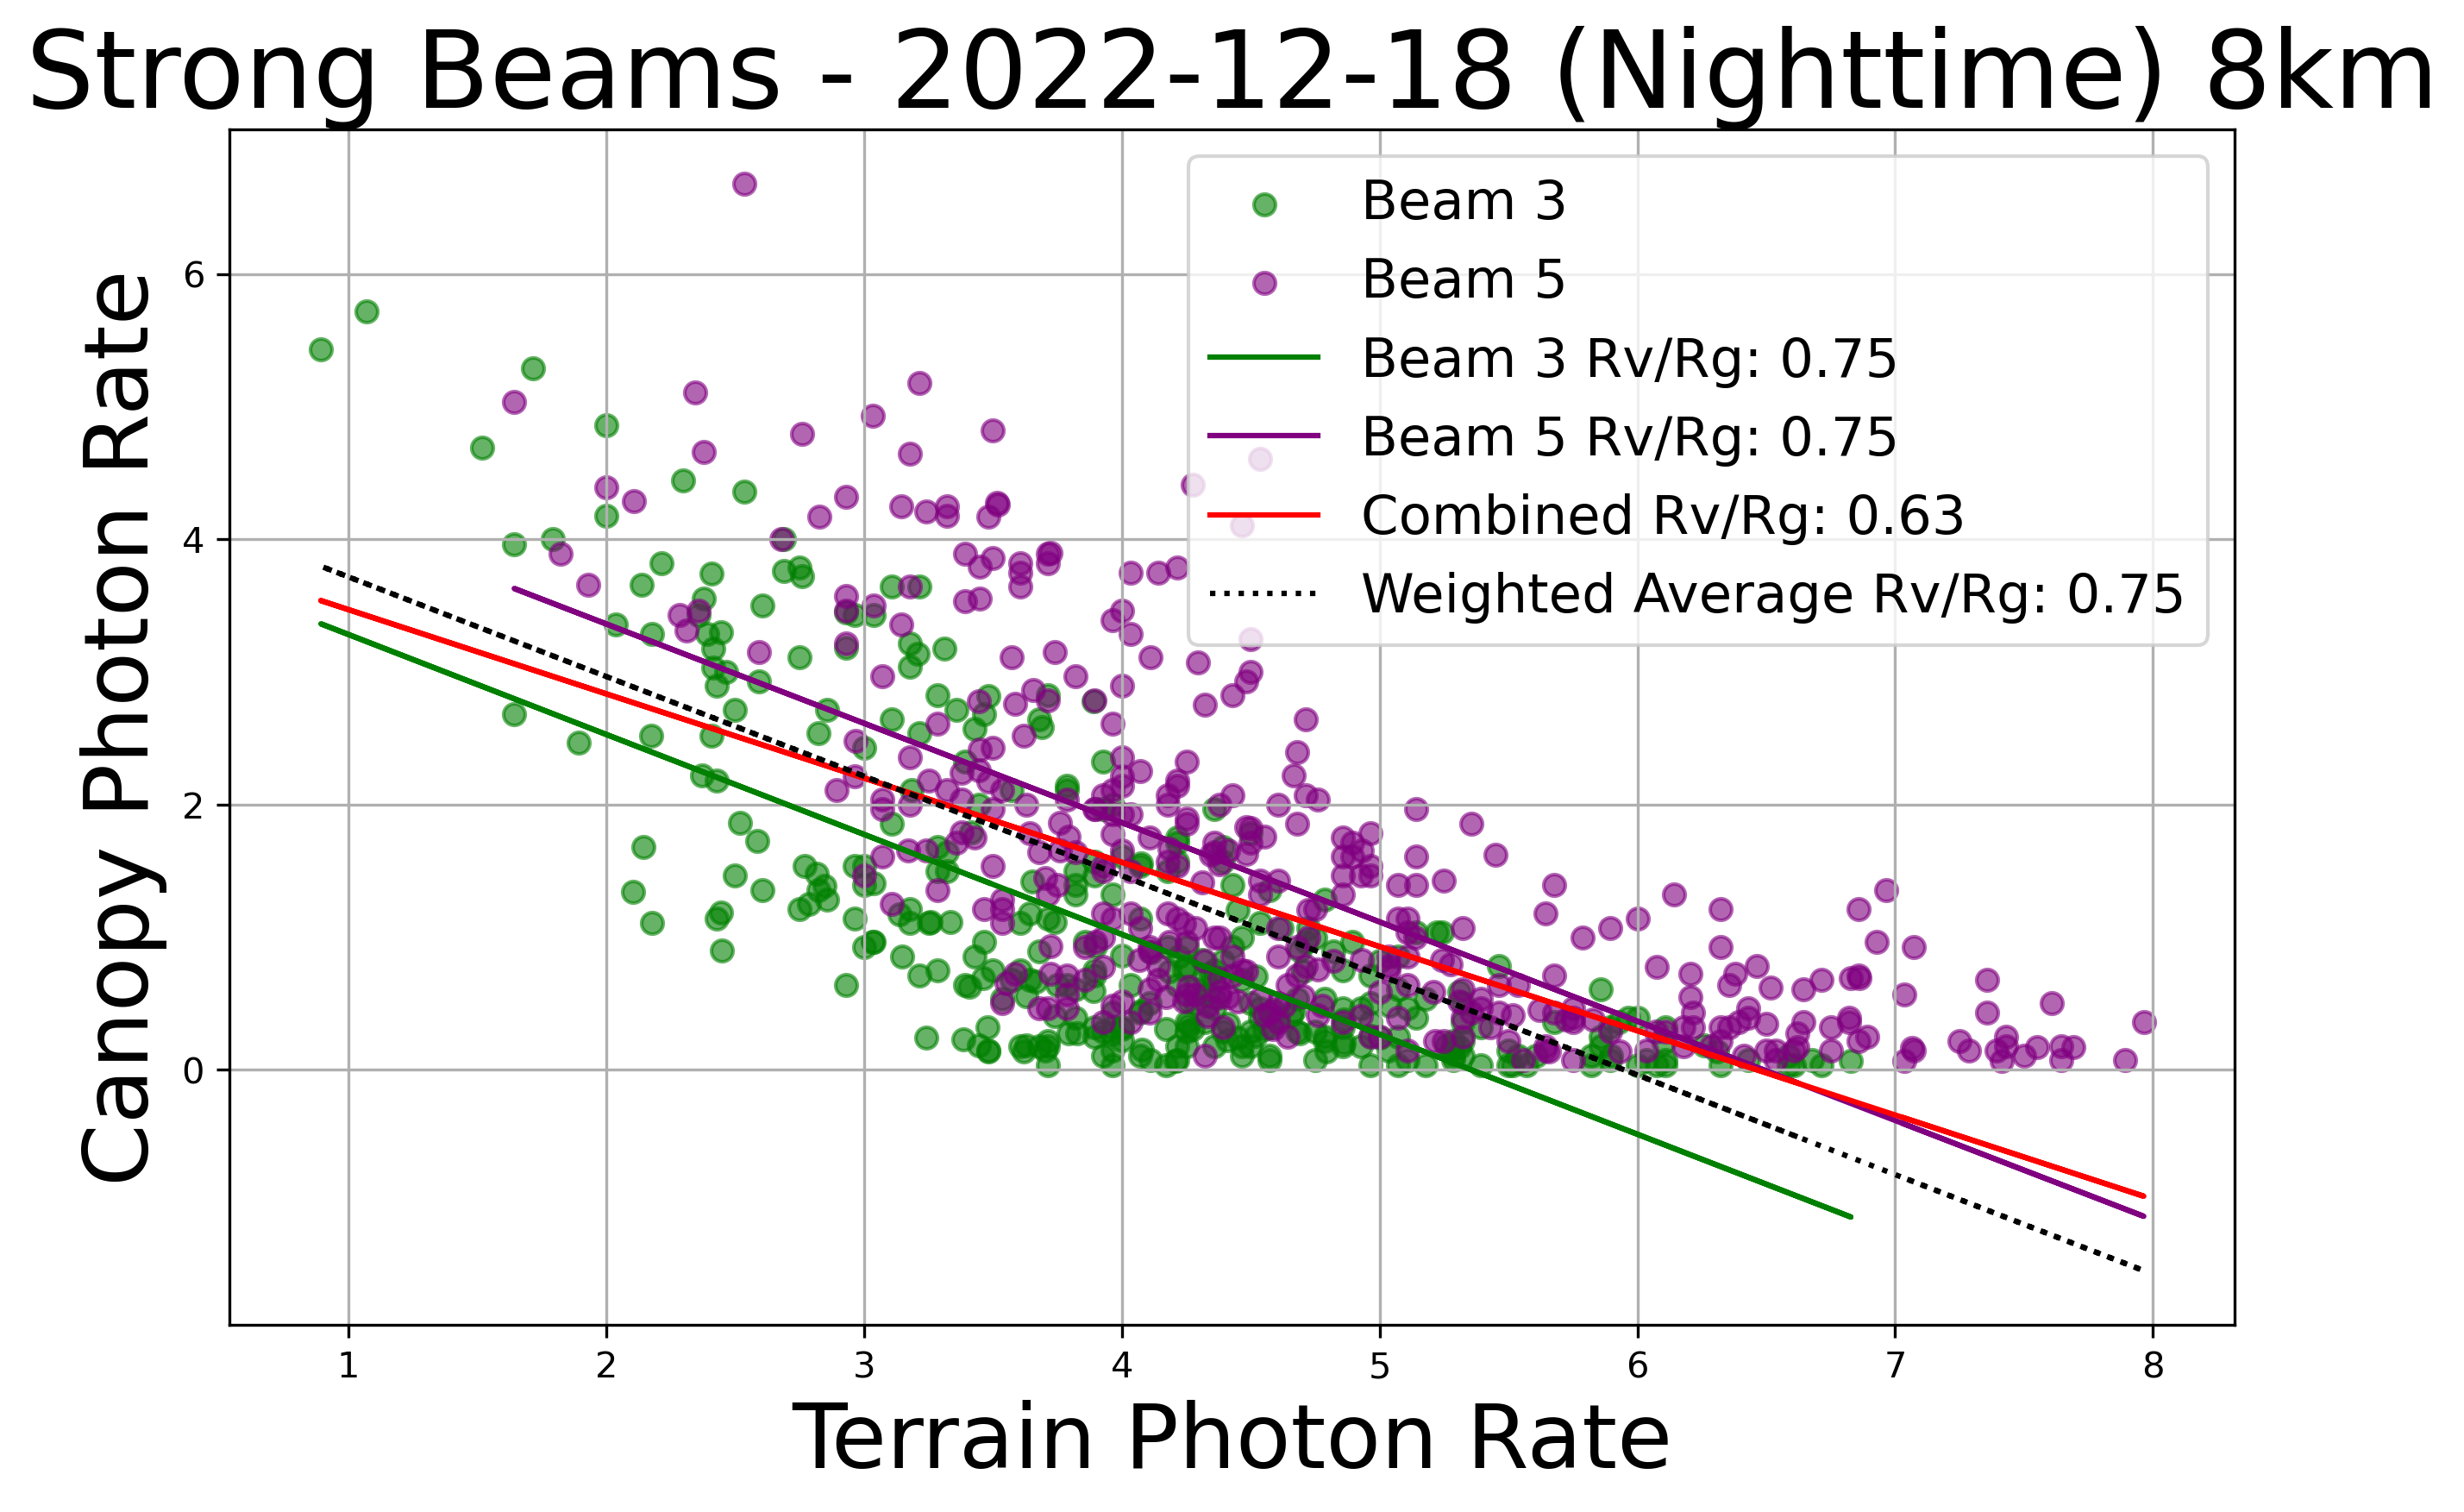 Strong Beams - 2022-12-18 (Nighttime) 8km
Beam 3
Beam 5
Beam 3 Rv/Rg: 0.75
Beam 5 Rv/Rg: 0.75
Combined Rv/Rg: 0.63
Weighted Average Rv/Rg: 0.75
Canopy Photon Rate
6
4
2
0
1 2 3 4 5 6 7 8
Terrain Photon Rate